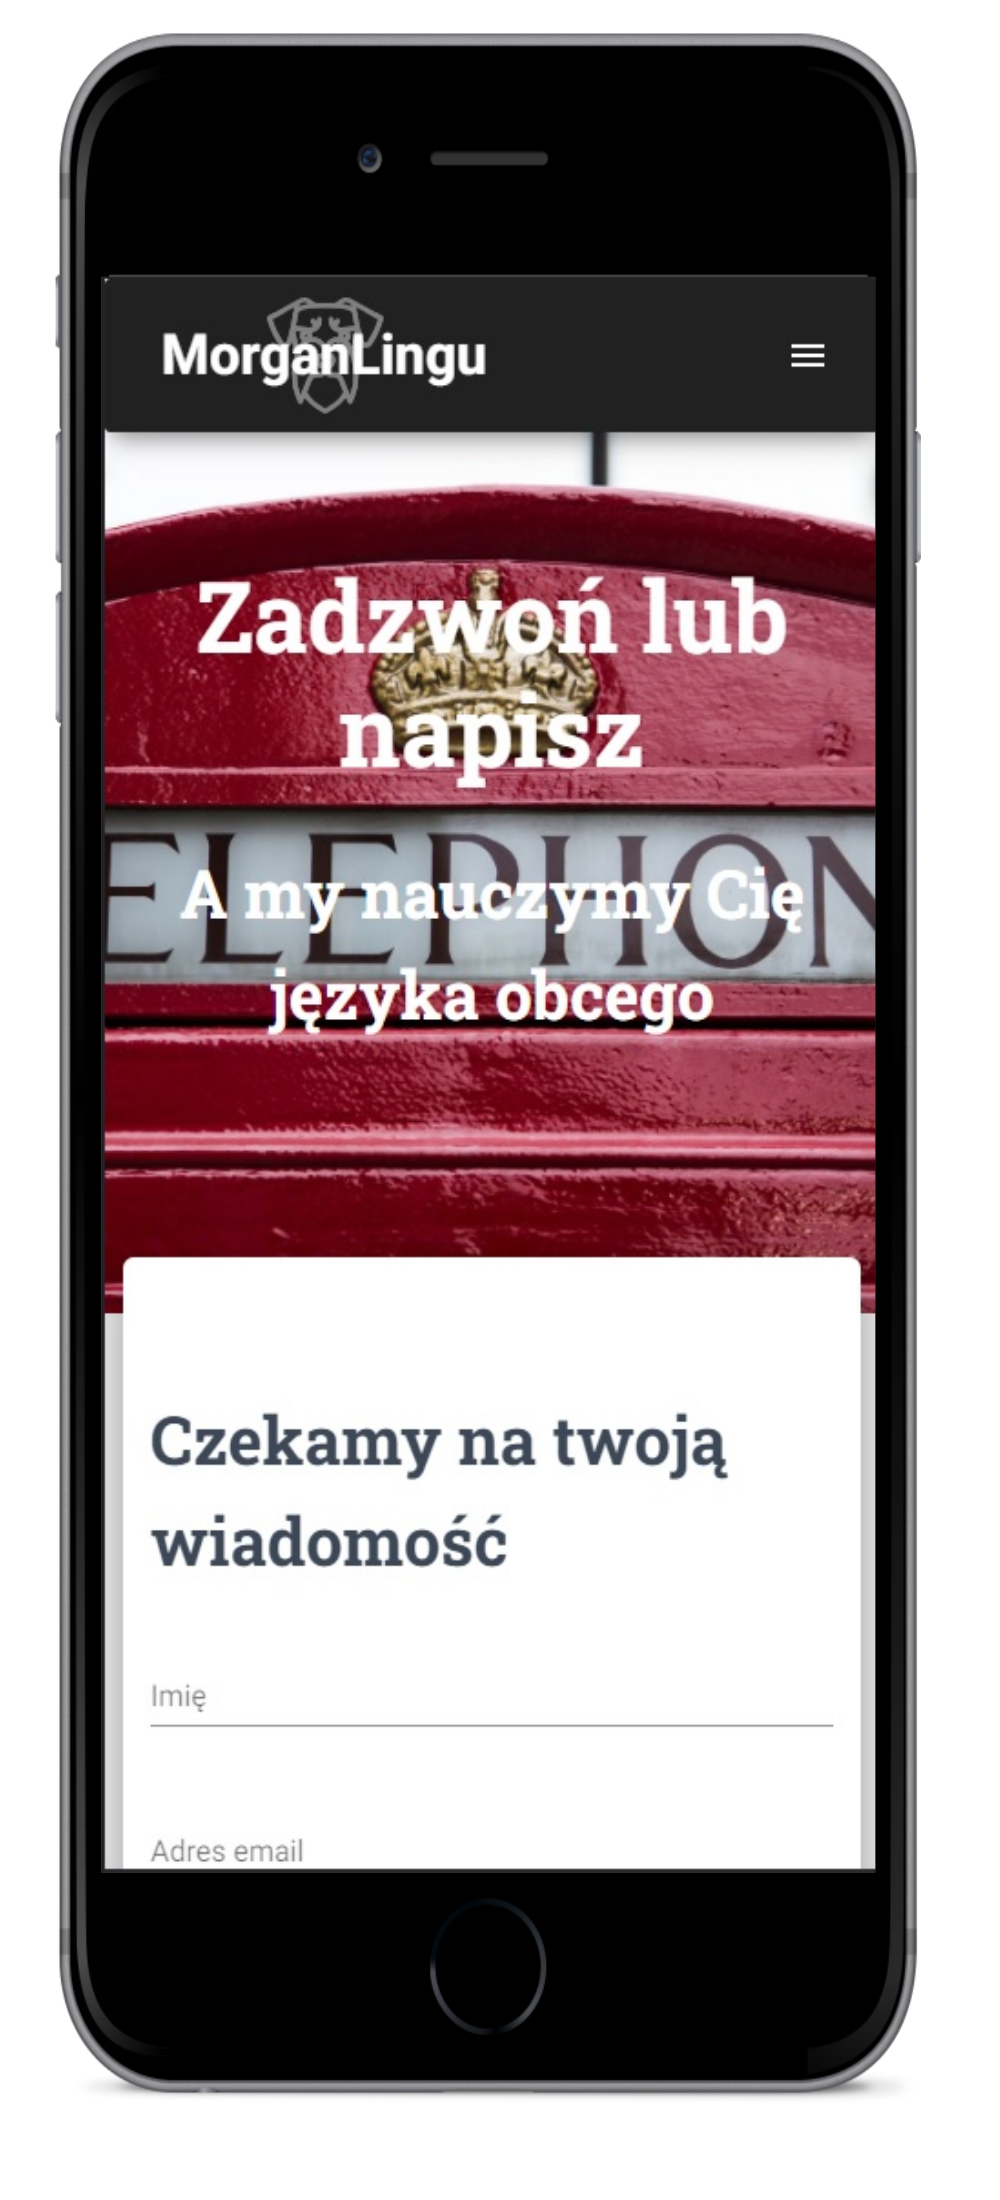 MorganLingu
Zadzwoń lub
napisz
ELEPHON
A my nauczymy Cię
języka obcego
Czekamy na twoją
wiadomość
Imię
Adres email